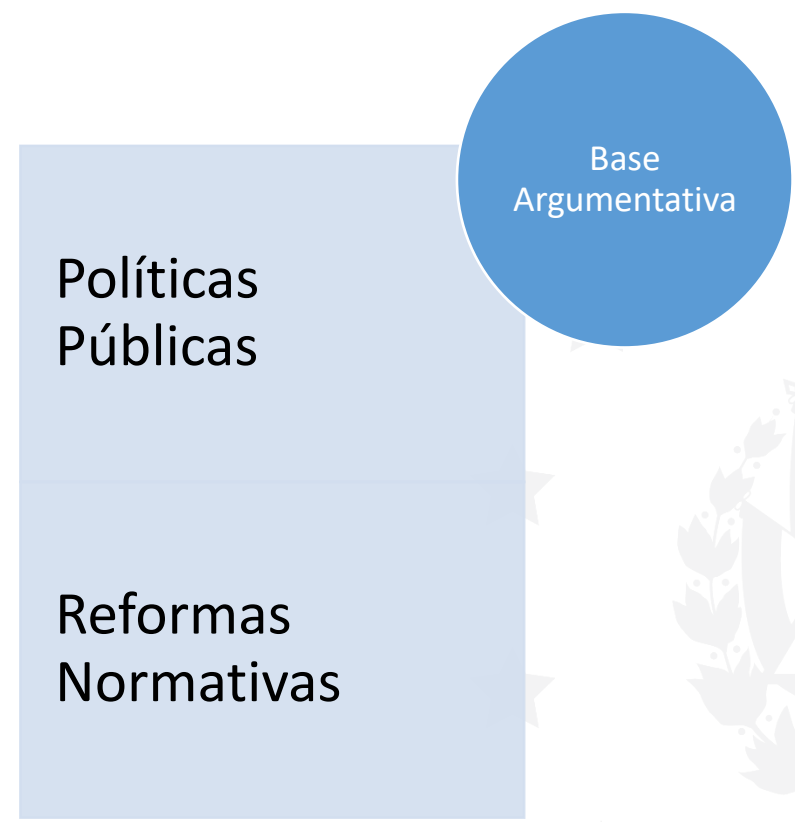 Base
Argumentativa
Políticas
Públicas
Reformas
Normativas